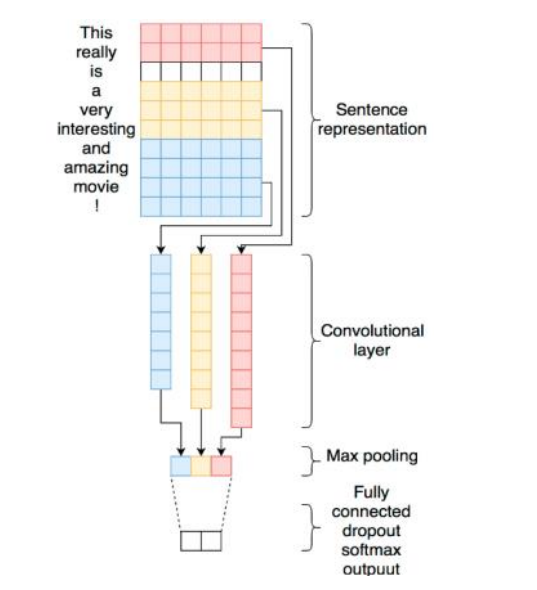 This
really
is
a
very
interesting
and
amazing
movie
!
Sentence
representation
Convolutional
layer
Max pooling
Fully
connected
dropout
softmax
outpuut